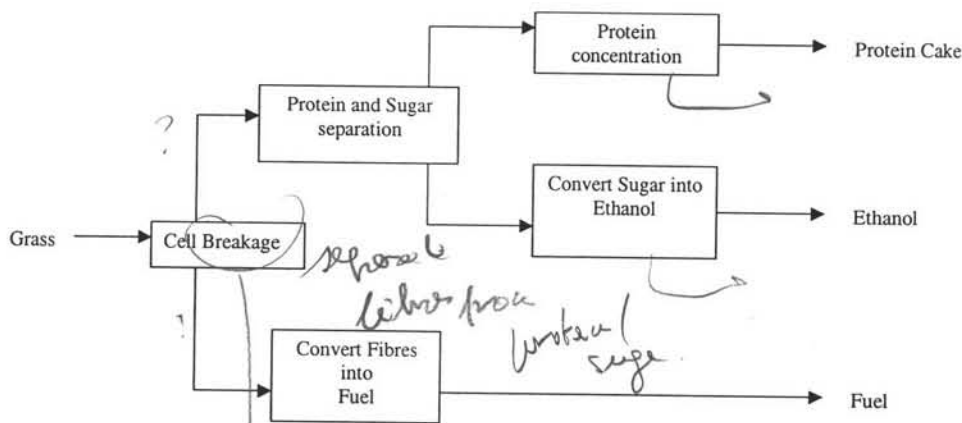 Protein
concentration
Protein Cake
Protein and Sugar
separation
?
Convert Sugar into
Ethanol
Ethanol
Grass
Cell Breakage
separate
fibres from
protein/
Convert Fibres
into
Fuel
Fuel